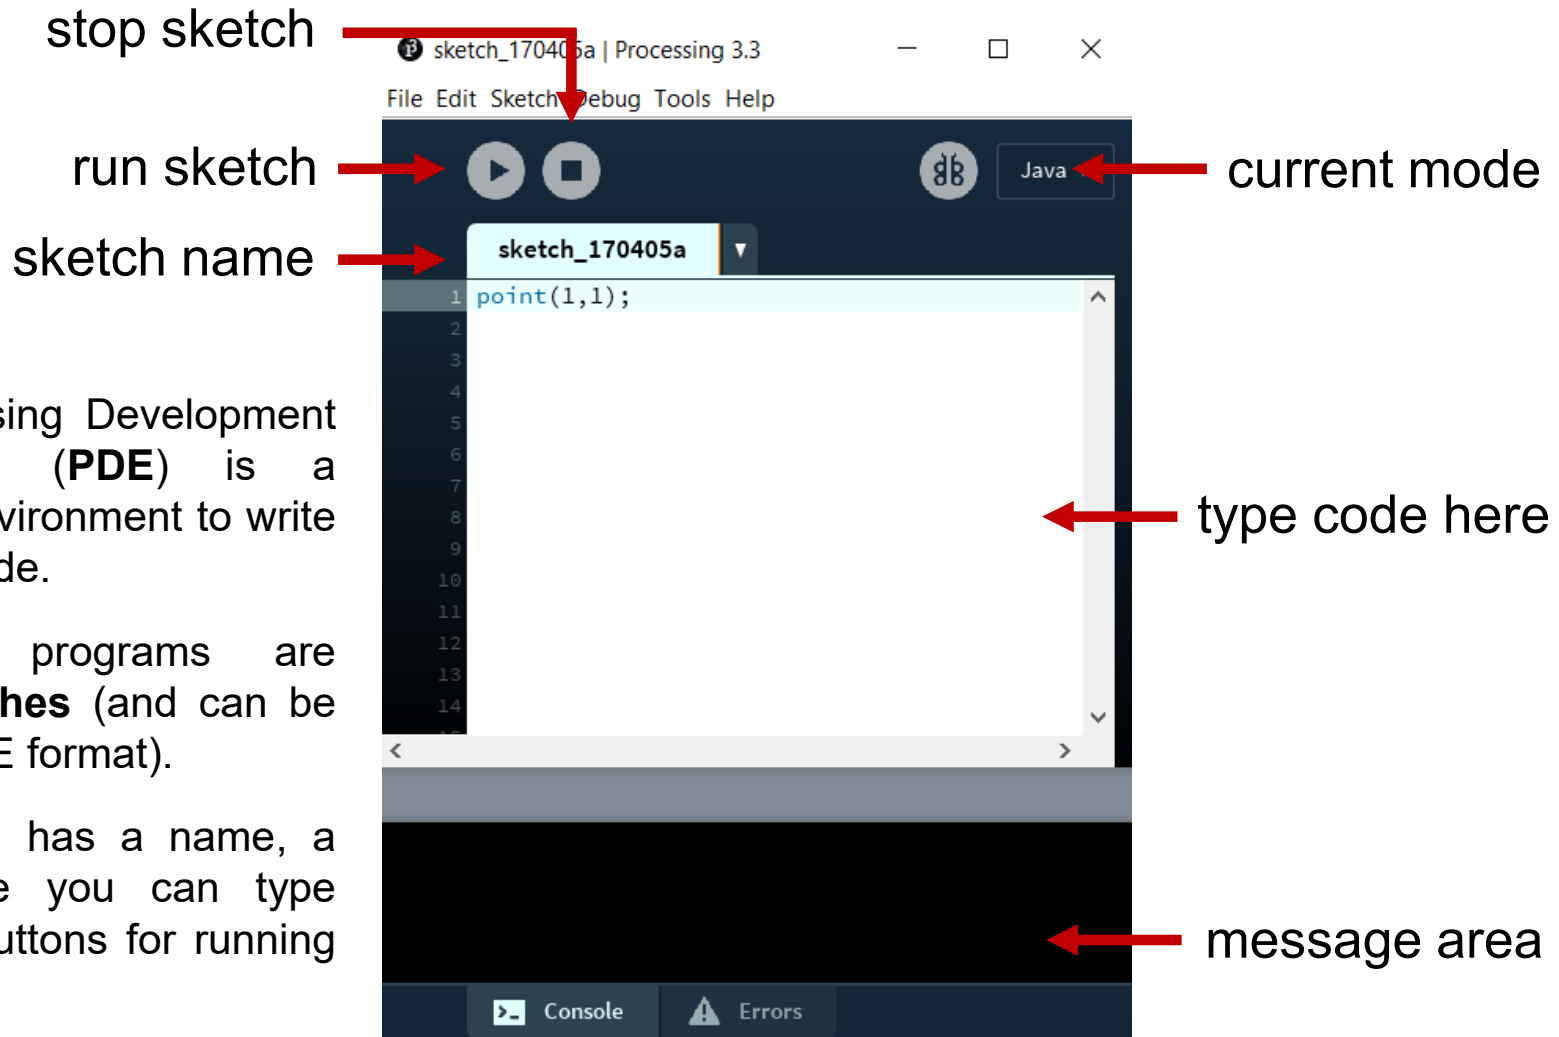 stop sketch
sketch_170405a | Processing 3.3
File Edit Sketch Debug Tools Help
run sketch
Java
current mode
sketch name
sketch_170405a
1 point(1,1);
2
3
4
5
6
7
8
9
10
11
12
13
14
sing Development
(PDE) is a
vironment to write
de.
programs are
hes (and can be
E format).
has a name, a
e you can type
uttons for running
type code here
message area
Console
Errors